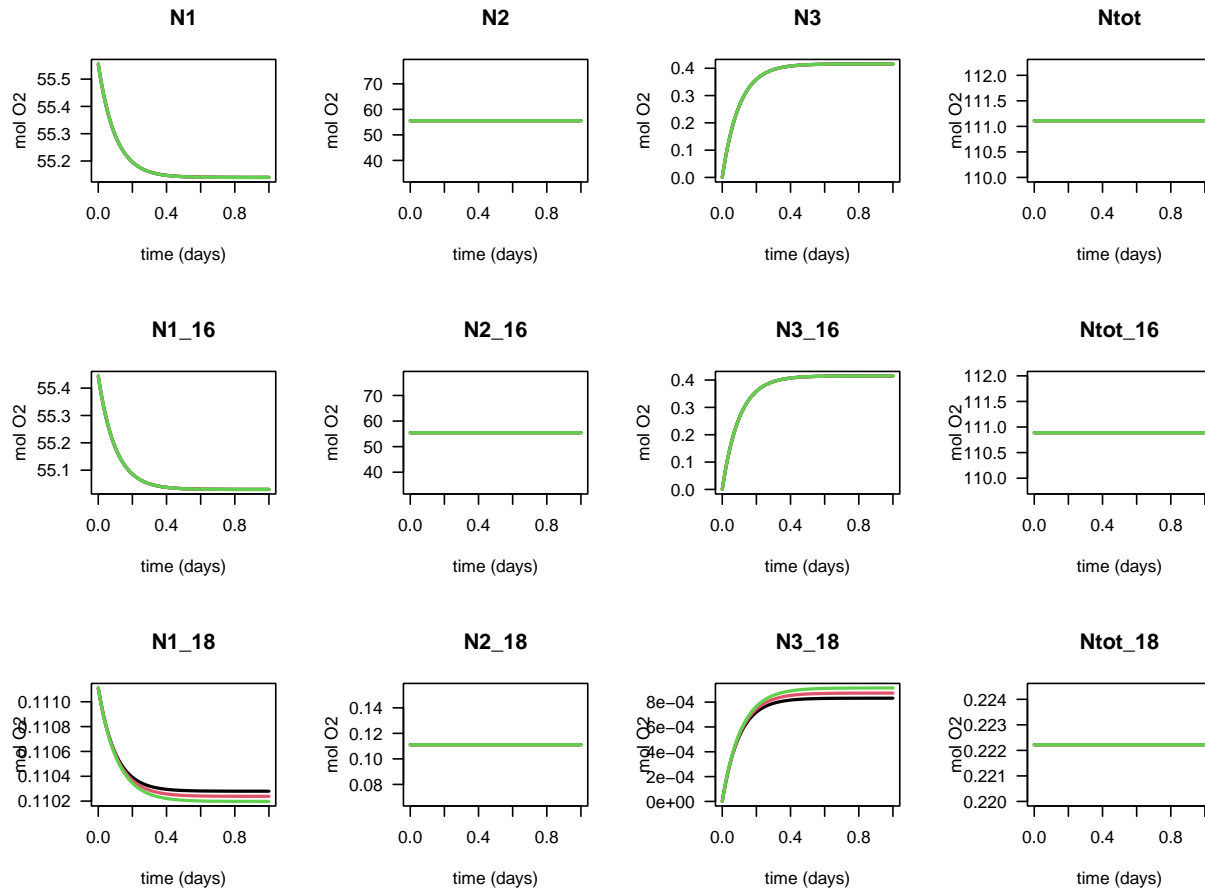 N1 N2 N3 Ntot
mol O2 55.5 55.4 55.3 55.2
mol O2 70 60 50 40
mol O2 0.4 0.3 0.2 0.1 0.0
mol O2 112.0 111.5 111.0 110.5 110.0
0.0 0.4 0.8 0.0 0.4 0.8 0.0 0.4 0.8 0.0 0.4 0.8
time (days) time (days) time (days) time (days)
N1_16 N2_16 N3_16 Ntot_16
mol O2 55.4 55.3 55.2 55.1
mol O2 70 60 50 40
mol O2 0.4 0.3 0.2 0.1 0.0
mol O2 112.0 111.5 111.0 110.5 110.0
0.0 0.4 0.8 0.0 0.4 0.8 0.0 0.4 0.8 0.0 0.4 0.8
time (days) time (days) time (days) time (days)
N1_18 N2_18 N3_18 Ntot_18
mol O2 0.1110 0.1108 0.1106 0.1104 0.1102
mol O2 0.14 0.12 0.10 0.08
mol O2 8e−04 6e−04 4e−04 2e−04 0e+00
mol O2 0.224 0.223 0.222 0.221 0.220
0.0 0.4 0.8 0.0 0.4 0.8 0.0 0.4 0.8 0.0 0.4 0.8
time (days) time (days) time (days) time (days)